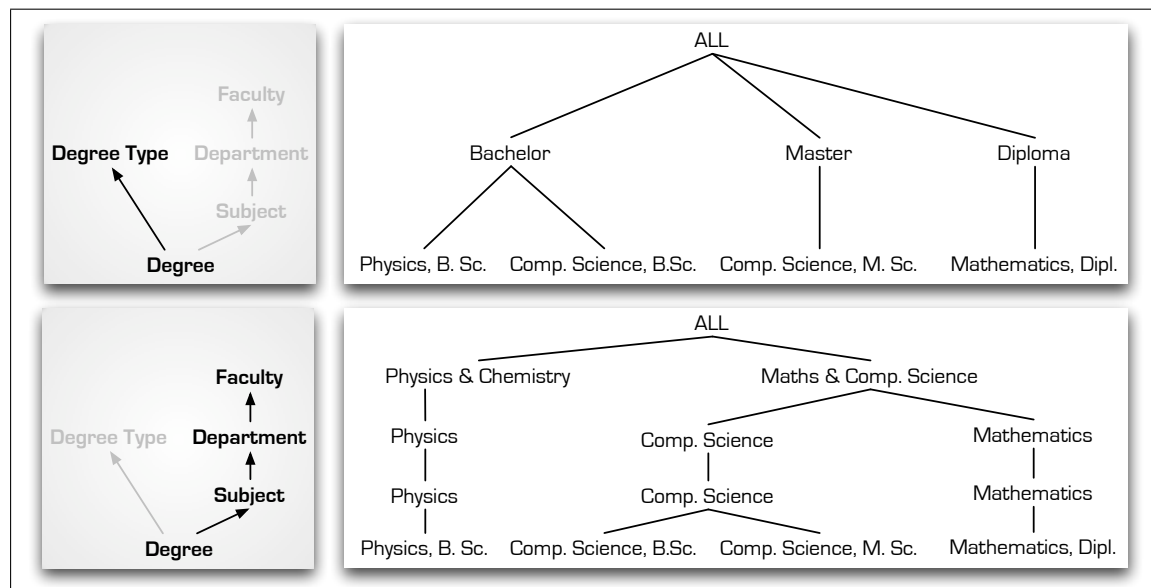 Faculty
Degree Type Department
Subject
Degree
ALL
Bachelor Master Diploma
Physics, B. Sc. Comp. Science, B.Sc. Comp. Science, M. Sc. Mathematics, Dipl.
Faculty
Degree Type Department
Subject
Degree
ALL
Physics & Chemistry Maths & Comp. Science
Physics Comp. Science Mathematics
Physics Comp. Science Mathematics
Physics, B. Sc. Comp. Science, B.Sc. Comp. Science, M. Sc. Mathematics, Dipl.